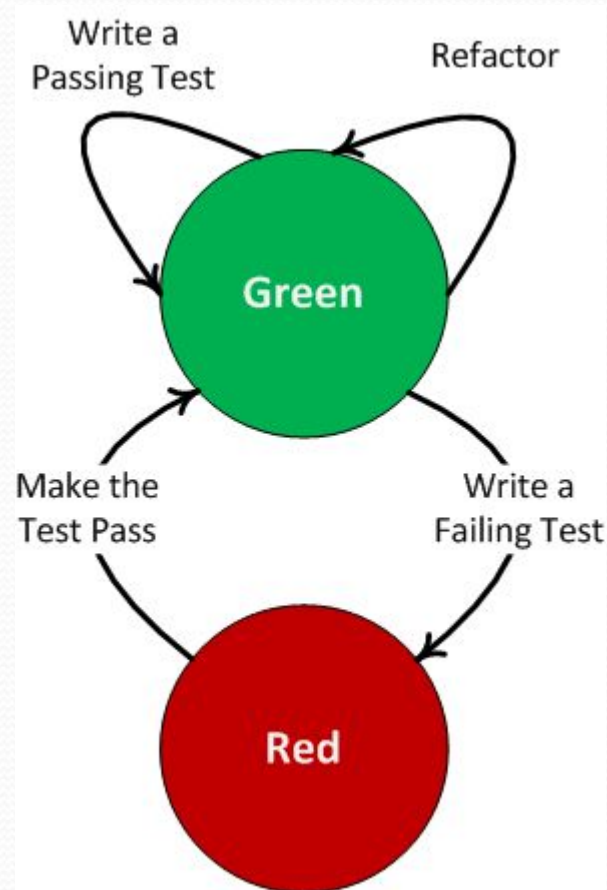 Write a
Passing Test
Refactor
Green
Make the
Test Pass
Write a
Failing Test
Red